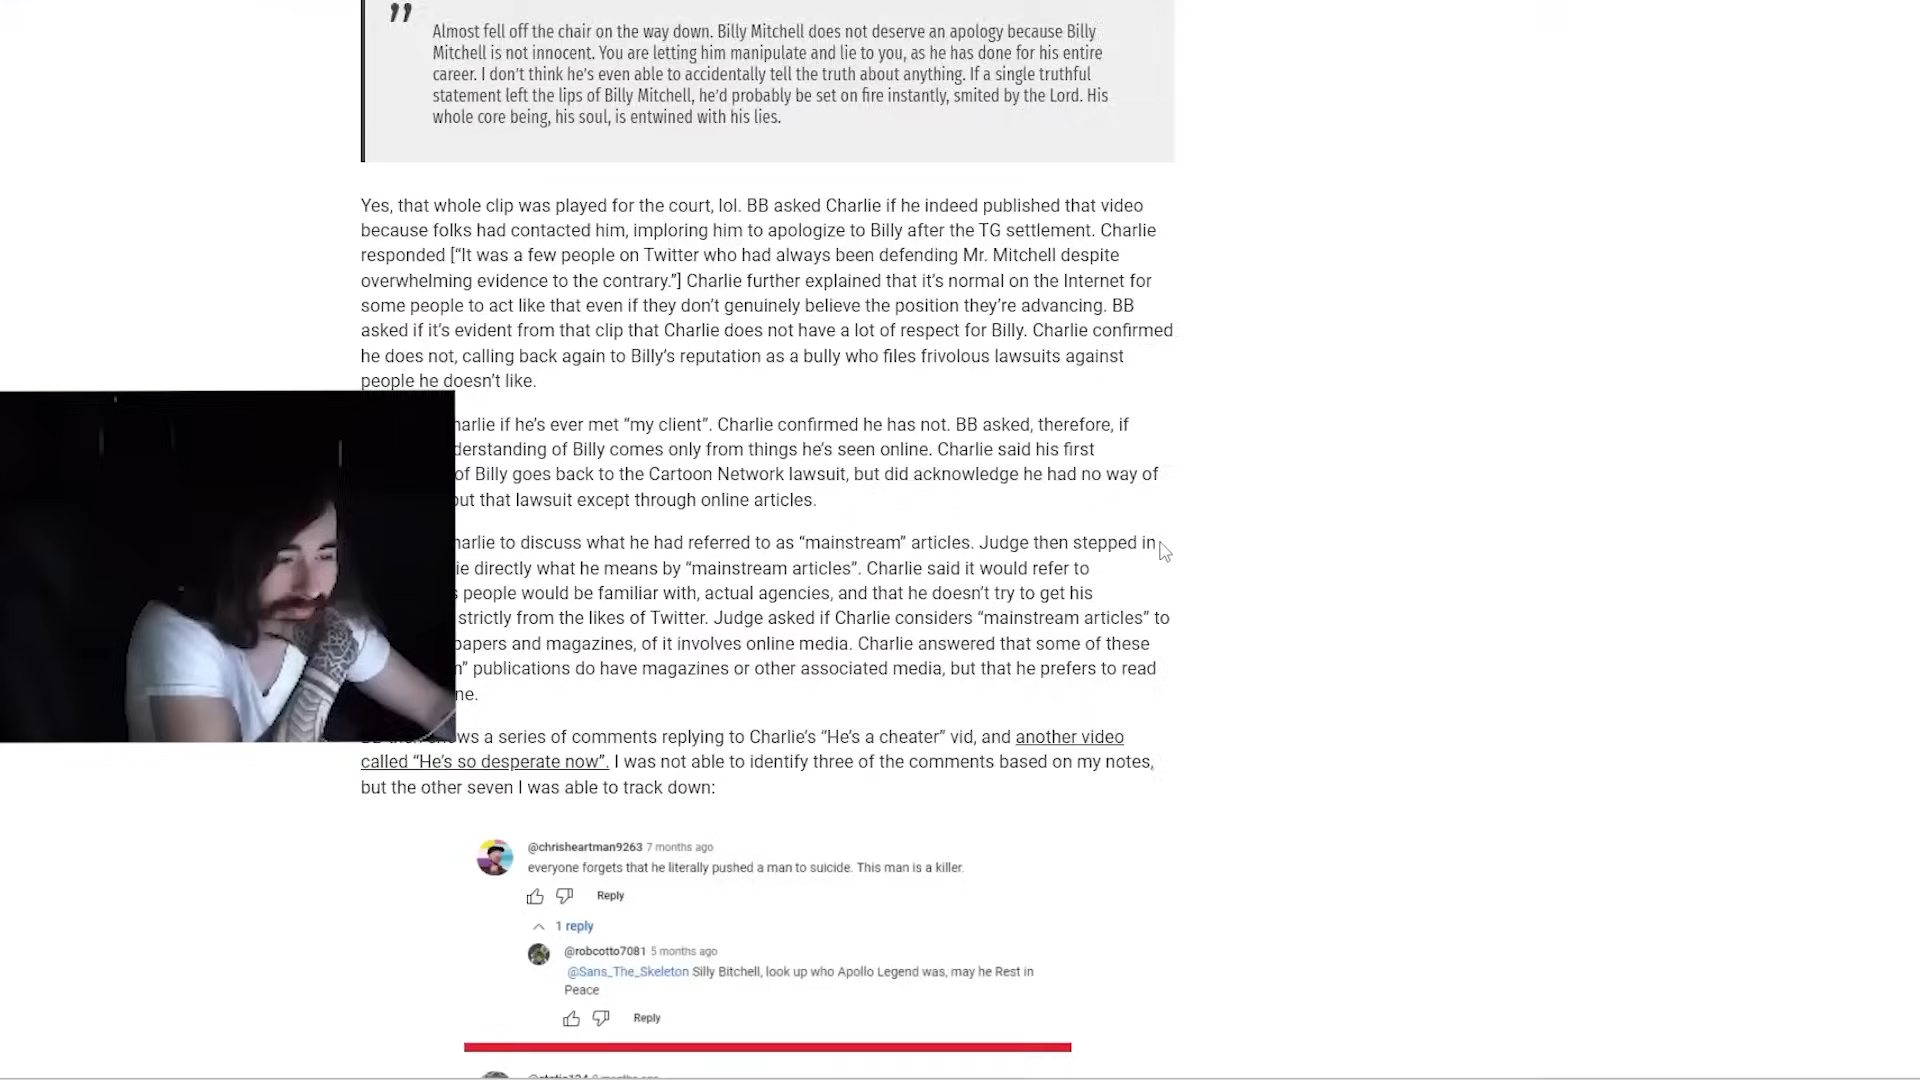 ”
Almost fell off the chair on the way down. Billy Mitchell does not deserve an apology because Billy
Mitchell is not innocent. You are letting him manipulate and lie to you, as he has done for his entire
career. I don’t think he’s even able to accidentally tell the truth about anything. If a single truthful
statement left the lips of Billy Mitchell, he’d probably be set on fire instantly, smited by the Lord. His
whole core being, his soul, is entwined with his lies.
Yes, that whole clip was played for the court, lol. BB asked Charlie if he indeed published that video
because folks had contacted him, imploring him to apologize to Billy after the TG settlement. Charlie
responded [“It was a few people on Twitter who had always been defending Mr. Mitchell despite
overwhelming evidence to the contrary.”] Charlie further explained that it’s normal on the Internet for
some people to act like that even if they don’t genuinely believe the position they’re advancing. BB
asked if it’s evident from that clip that Charlie does not have a lot of respect for Billy. Charlie confirmed
he does not, calling back again to Billy’s reputation as a bully who files frivolous lawsuits against
people he doesn’t like.
harlie if he’s ever met “my client”. Charlie confirmed he has not. BB asked, therefore, if
derstanding of Billy comes only from things he’s seen online. Charlie said his first
of Billy goes back to the Cartoon Network lawsuit, but did acknowledge he had no way of
out that lawsuit except through online articles.
harlie to discuss what he had referred to as “mainstream” articles. Judge then stepped in
ie directly what he means by “mainstream articles”. Charlie said it would refer to
s people would be familiar with, actual agencies, and that he doesn’t try to get his
strictly from the likes of Twitter. Judge asked if Charlie considers “mainstream articles” to
papers and magazines, of it involves online media. Charlie answered that some of these
” publications do have magazines or other associated media, but that he prefers to read
ne.
ws a series of comments replying to Charlie’s “He’s a cheater” vid, and another video
called “He’s so desperate now”. I was not able to identify three of the comments based on my notes,
but the other seven I was able to track down:
@chrisheartman9263 7 months ago
everyone forgets that he literally pushed a man to suicide. This man is a killer.
Reply
1 reply
@robcotto7081 5 months ago
@Sans_The_Skeleton Silly Bitchell, look up who Apollo Legend was, may he Rest in
Peace
Reply